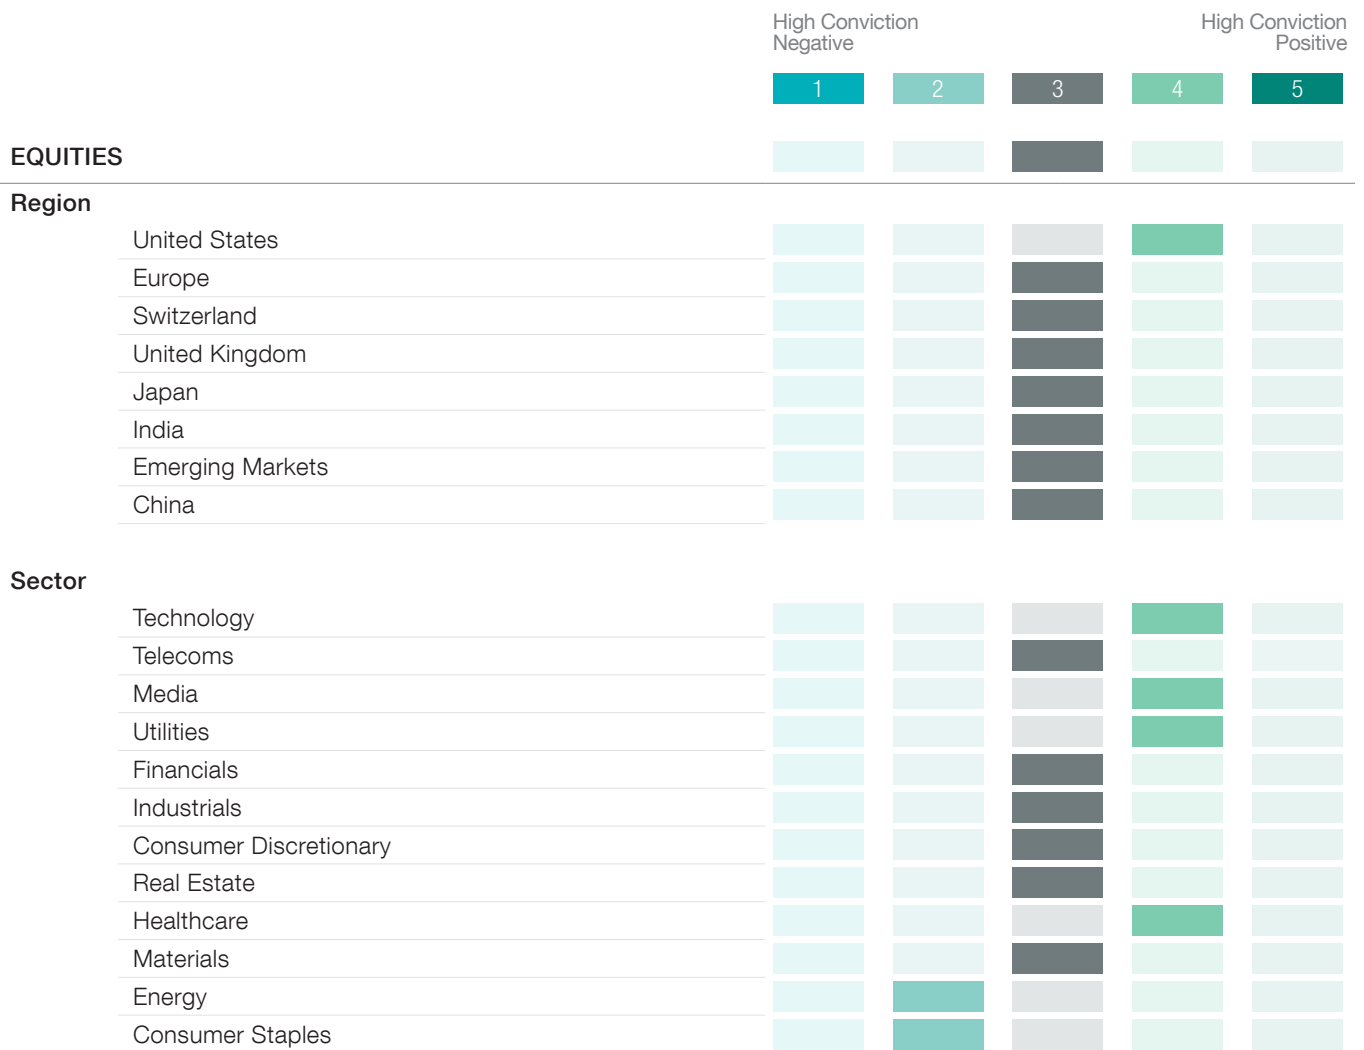 High Conviction
Negative
High Conviction
Positive
1 2 3 4 5
EQUITIES
Region
United States
Europe
Switzerland
United Kingdom
Japan
India
Emerging Markets
China
Sector
Technology
Telecoms
Media
Utilities
Financials
Industrials
Consumer Discretionary
Real Estate
Healthcare
Materials
Energy
Consumer Staples